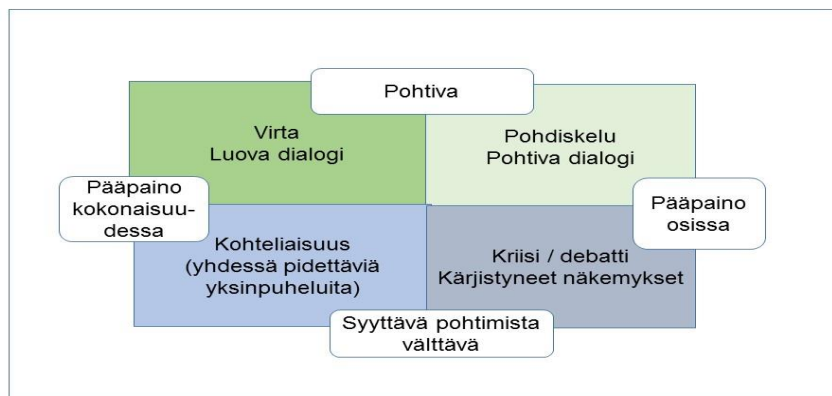 Pohtiva
Virta
Luova dialogi
Pohdiskelu
Pohtiva dialogi
Pääpaino
kokonaisuu-
dessa
Pääpaino
osissa
Kohteliaisuus
(yhdessä pidettäviä
yksinpuheluita)
Kriisi / debatti
Kärjistyneet näkemykset
Syyttävä pohtimista
välttävä